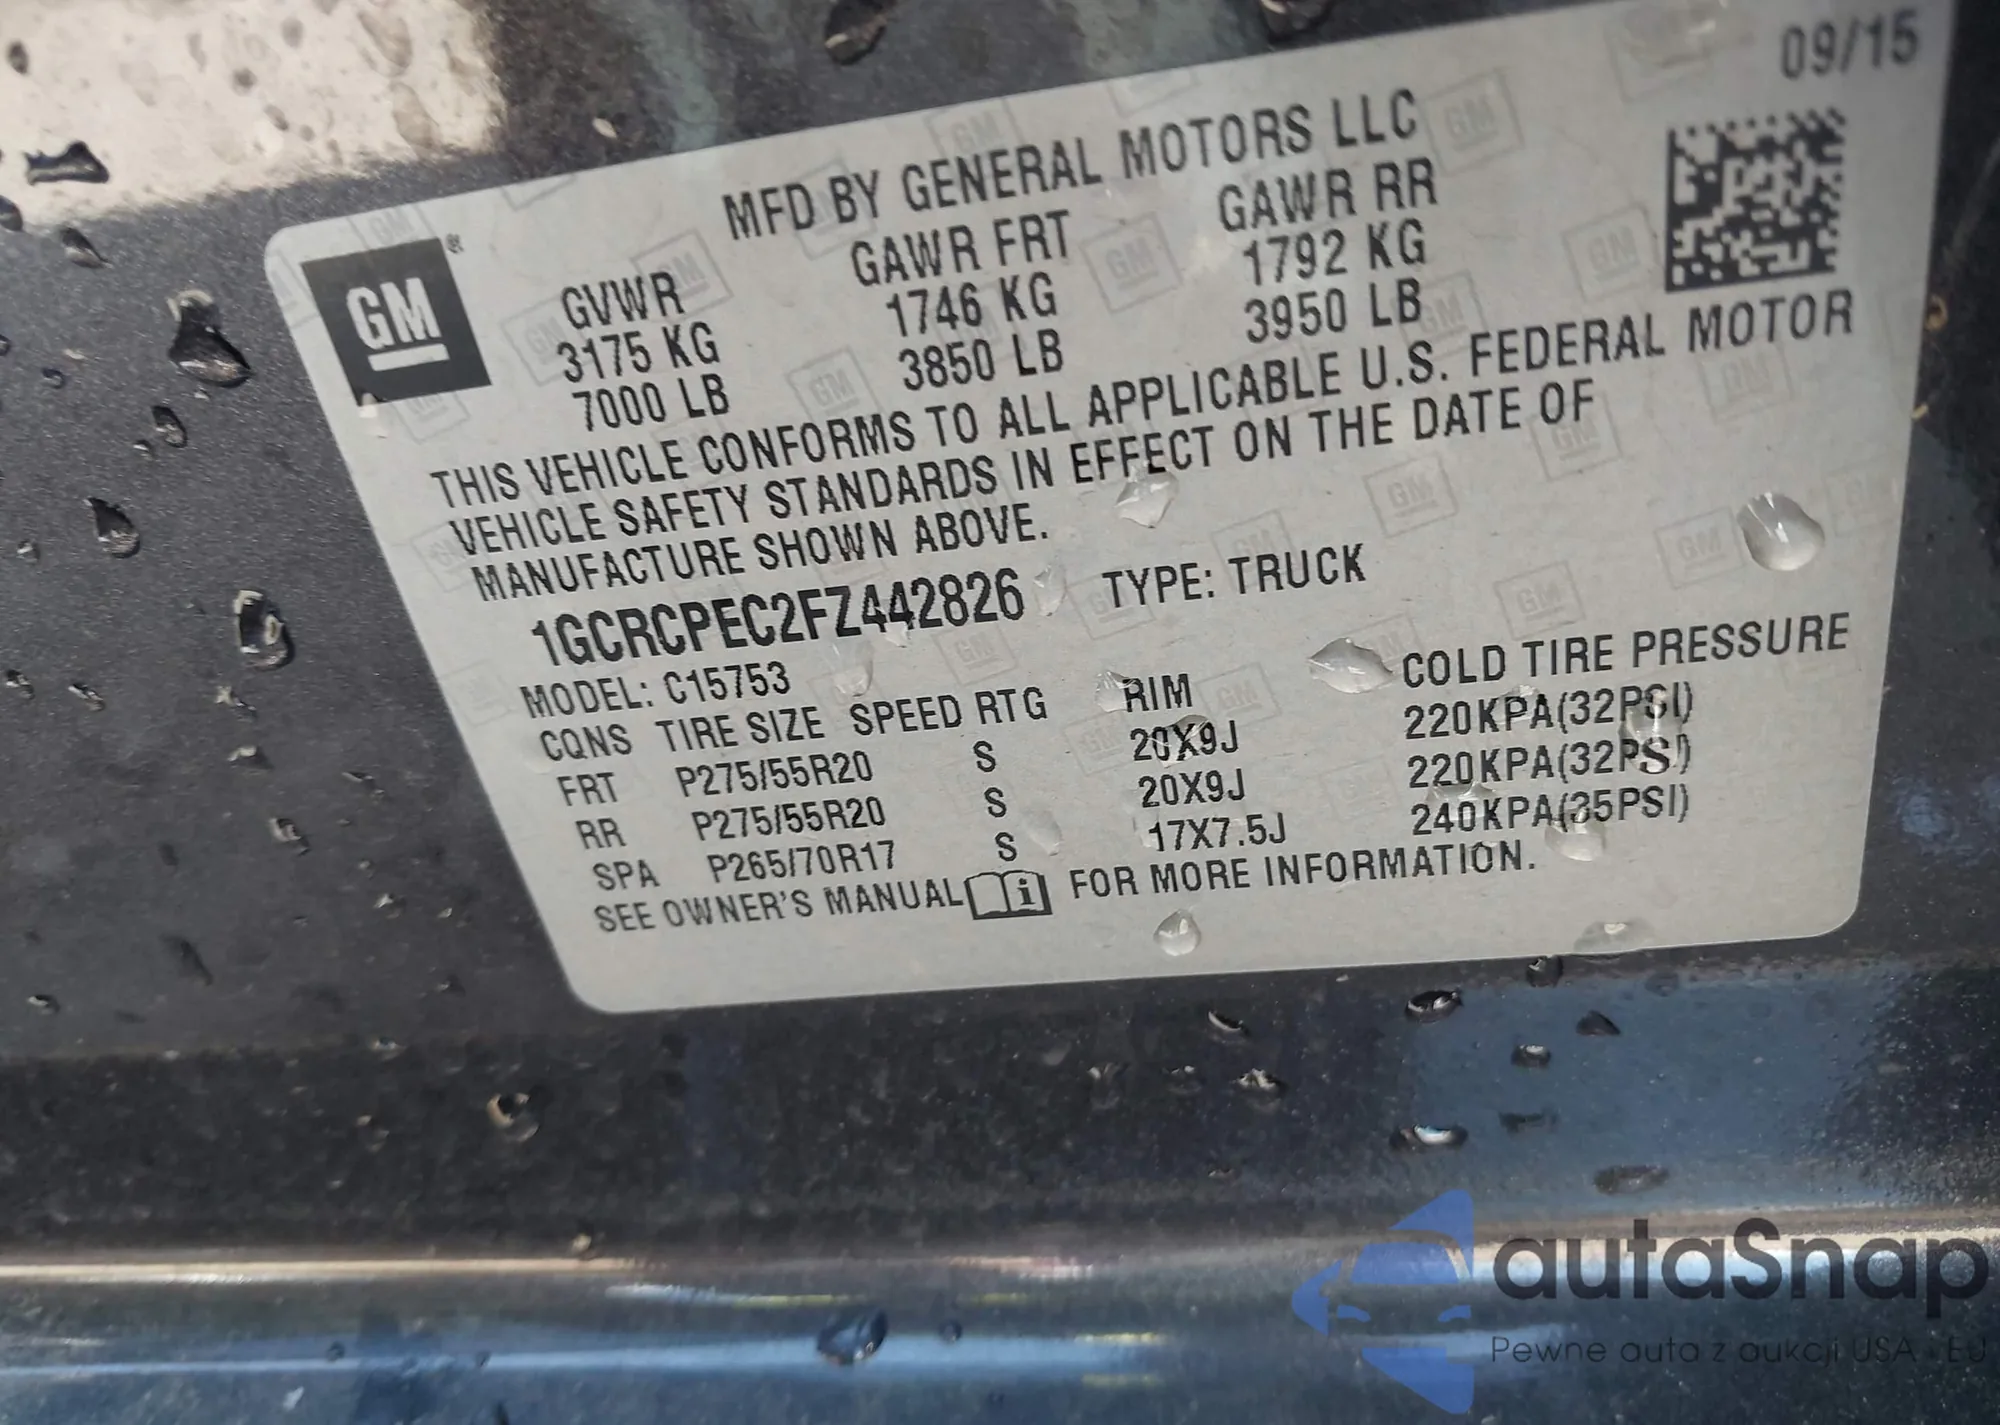 09/15
MFD BY GENERAL MOTORS LLC
GM ®
GVWR GAWR FRT GAWR RR
3175 KG 1746 KG 1792 KG
7000 LB 3850 LB 3950 LB
THIS VEHICLE CONFORMS TO ALL APPLICABLE U.S. FEDERAL MOTOR
VEHICLE SAFETY STANDARDS IN EFFECT ON THE DATE OF
MANUFACTURE SHOWN ABOVE.
1GCRCPEC2FZ442826 TYPE: TRUCK
MODEL: C15753
CQNS TIRE SIZE SPEED RTG RIM COLD TIRE PRESSURE
FRT P275/55R20 S 20X9J 220KPA(32PSI)
RR P275/55R20 S 20X9J 220KPA(32PSI)
SPA P265/70R17 S 17X7.5J 240KPA(35PSI)
SEE OWNER'S MANUAL i FOR MORE INFORMATION.
autaSnap
Pewne auta z aukcji USA i EU